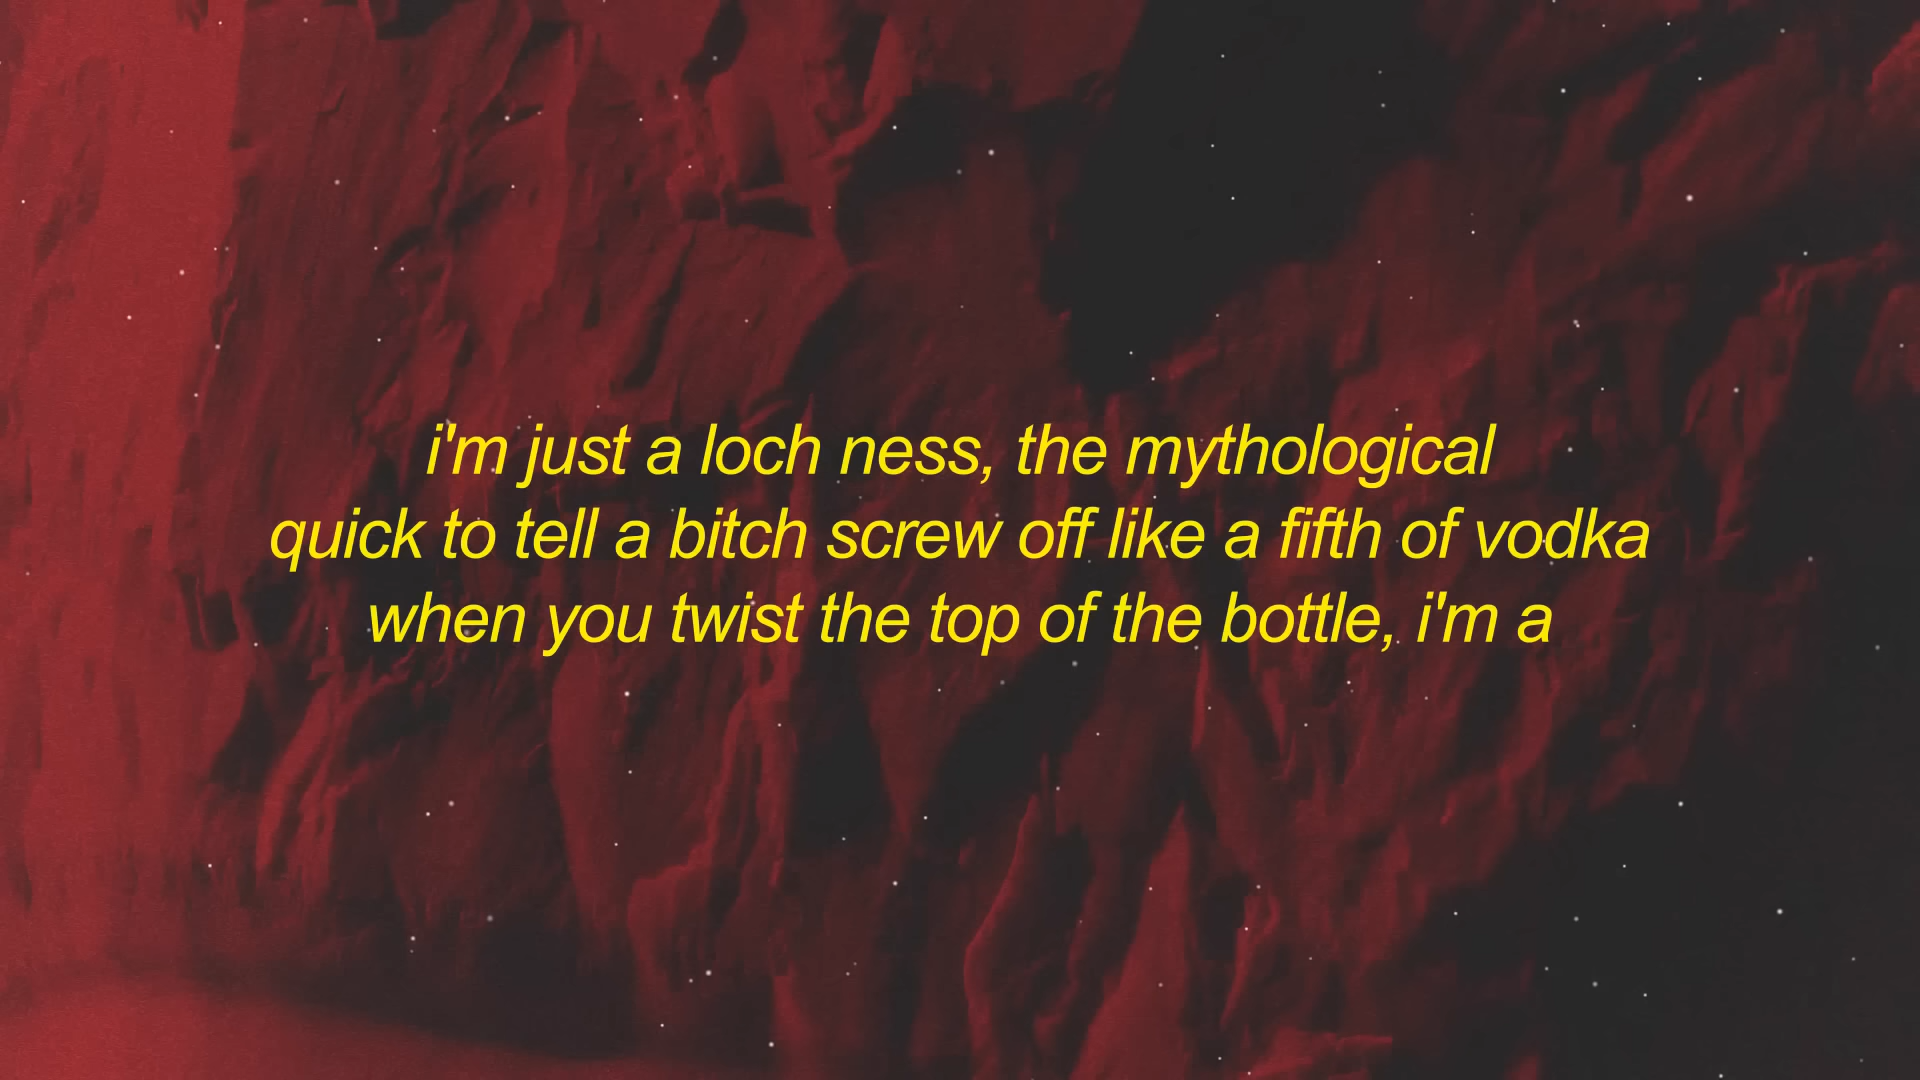 i'm just a loch ness, the mythological
quick to tell a bitch screw off like a fifth of vodka
when you twist the top of the bottle, i'm a